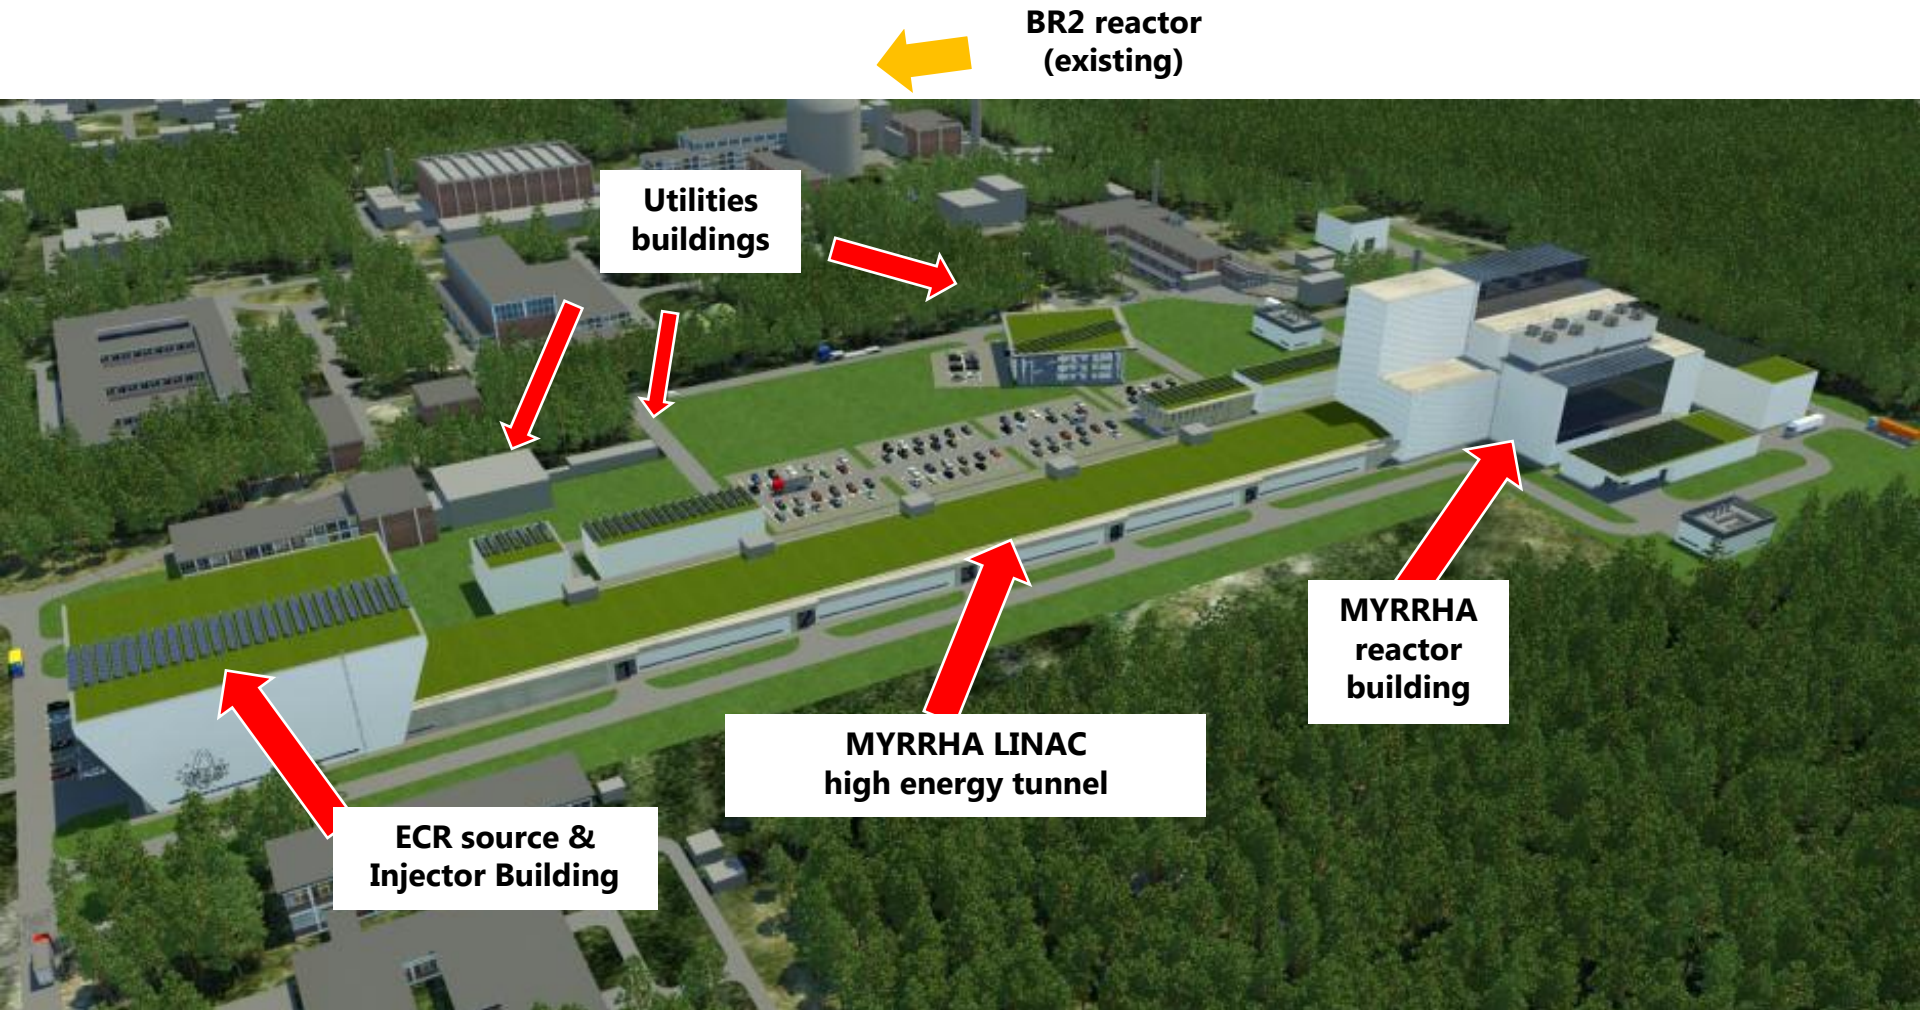 BR2 reactor
(existing)
Utilities
buildings
MYRRHA
reactor
building
MYRRHA LINAC
high energy tunnel
ECR source &
Injector Building